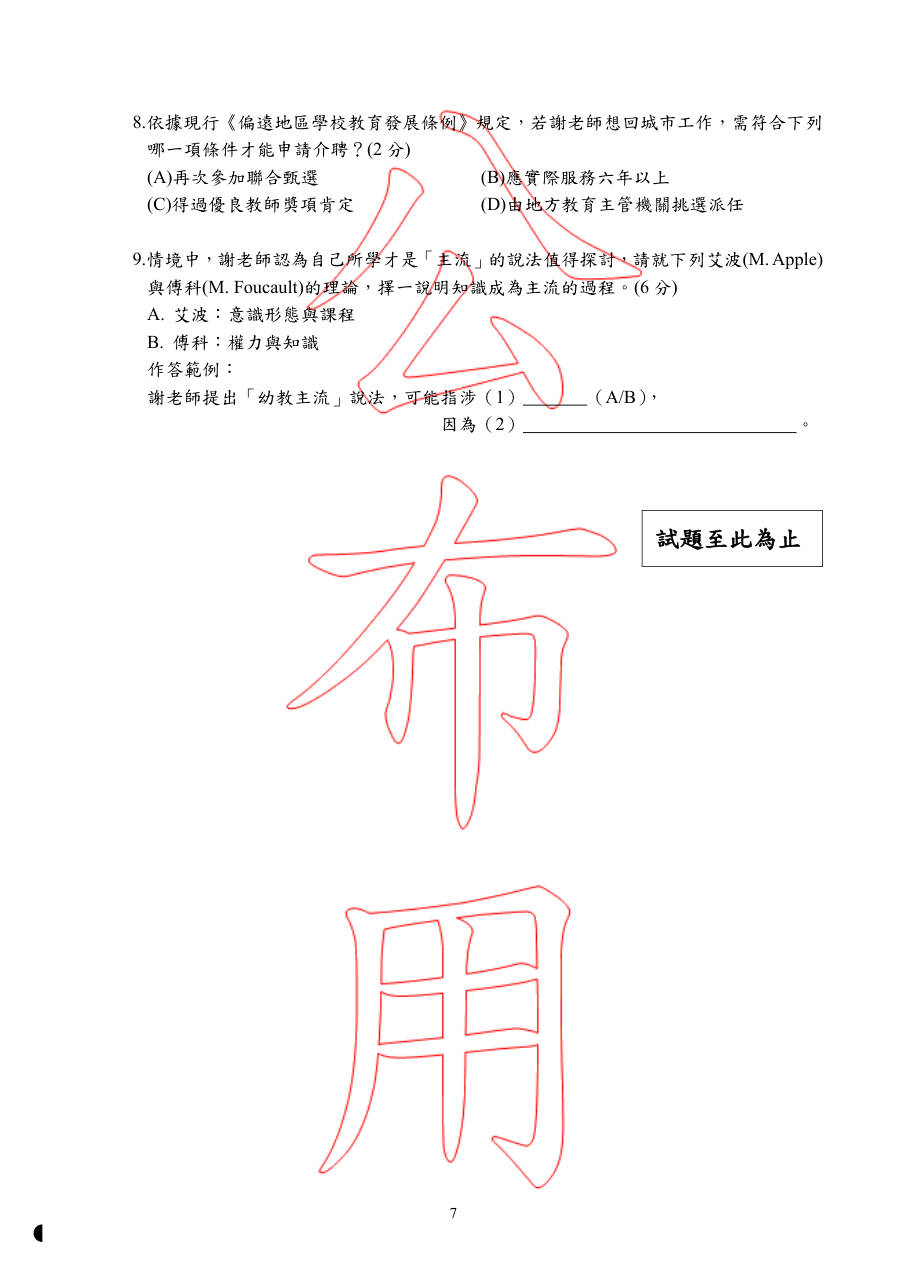 8.依據現行《偏遠地區學校教育發展條例》規定,若謝老師想回城市工作,需符合下列
哪一項條件才能申請介聘?(2 分)
(A)再次參加聯合甄選 (B)應實際服務六年以上
(C)得過優良教師獎項肯定 (D)由地方教育主管機關挑選派任
9.情境中,謝老師認為自己所學才是「主流」的說法值得探討,請就下列艾波(M. Apple)
與傅科(M. Foucault)的理論,擇一說明知識成為主流的過程。(6 分)
A. 艾波:意識形態與課程
B. 傅科:權力與知識
作答範例:
謝老師提出「幼教主流」說法,可能指涉(1)_______(A/B),
因為(2)______________________________。
試題至此為止
公
布
用
7